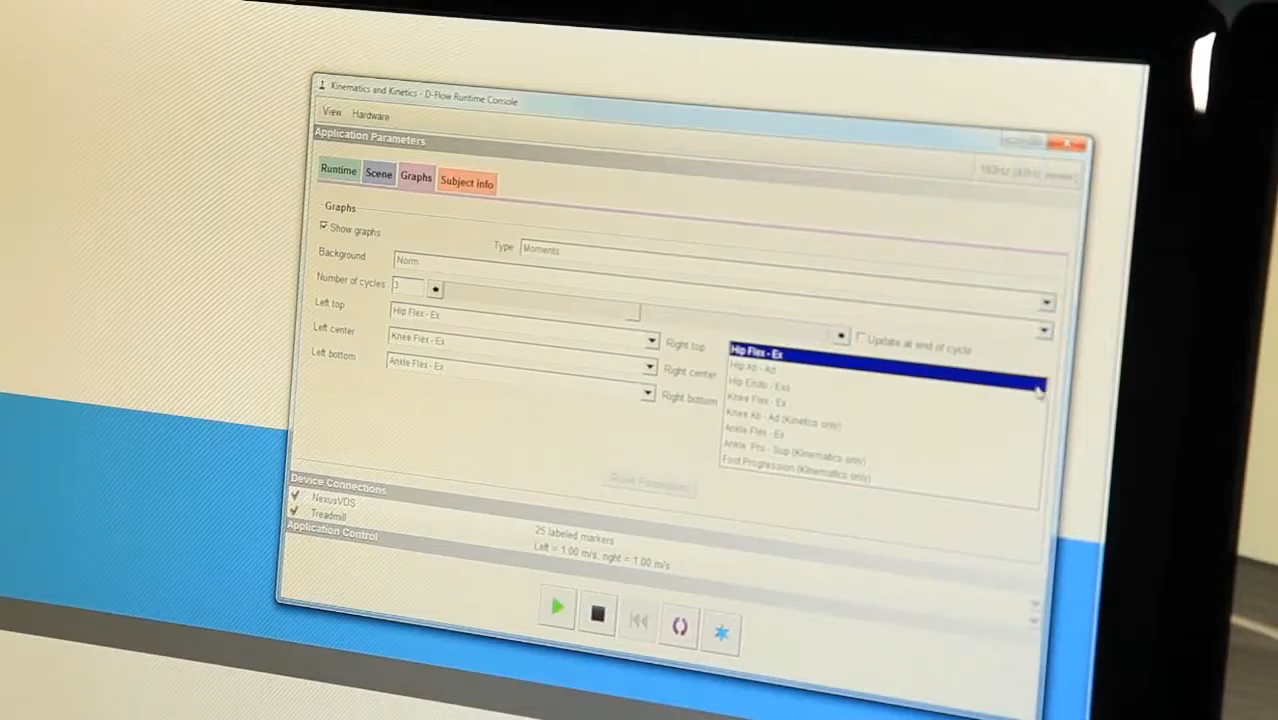 Kinematics and Kinetics - D-Flow Runtime Console
View Hardware
Application Parameters
Runtime Scene Graphs Subject info
Graphs
Show graphs
Type Moments
Background Norm
Number of cycles 3
Update at end of cycle
Left top Hip Flex - Ex
Right top
Left center Knee Flex - Ex
Right center
Left bottom Ankle Flex - Ex
Right bottom
Hip Flex - Ex
Hip Ab - Ad
Hip Endo - Exo
Knee Flex - Ex
Knee Ab - Ad (Kinetics only)
Ankle Flex - Ex
Ankle Pro - Sup (Kinematics only)
Foot Progression (Kinematics only)
Reset Parameters
Device Connections
NexusVDS
25 labeled markers
Treadmill
Left = 1.00 m/s, right = 1.00 m/s
Application Control